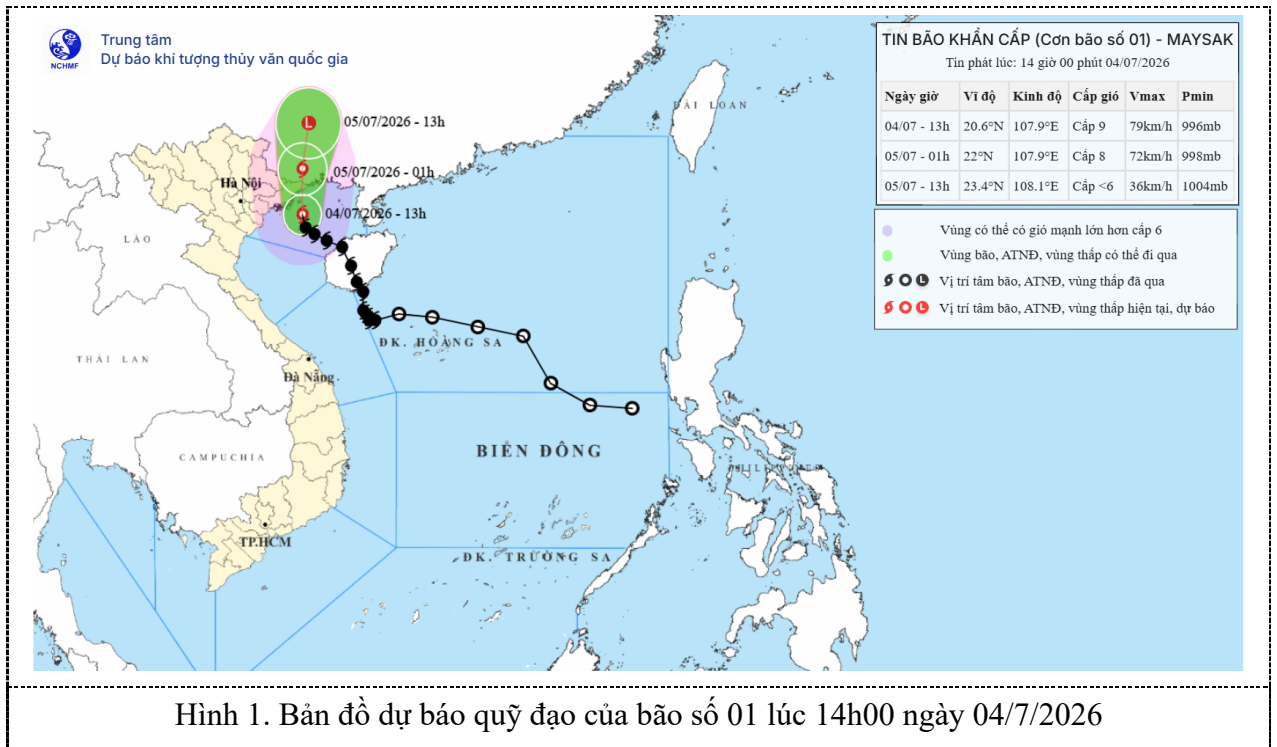 NCHMF
Trung tâm
Dự báo khí tượng thủy văn quốc gia
TIN BÃO KHẨN CẤP (Cơn bão số 01) - MAYSAK
Tin phát lúc: 14 giờ 00 phút 04/07/2026
Ngày giờ Vĩ độ Kinh độ Cấp gió Vmax Pmin
04/07 - 13h 20.6°N 107.9°E Cấp 9 79km/h 996mb
05/07 - 01h 22°N 107.9°E Cấp 8 72km/h 998mb
05/07 - 13h 23.4°N 108.1°E Cấp <6 36km/h 1004mb
Vùng có thể có gió mạnh lớn hơn cấp 6
Vùng bão, ATNĐ, vùng thấp có thể đi qua
L Vị trí tâm bão, ATNĐ, vùng thấp đã qua
L Vị trí tâm bão, ATNĐ, vùng thấp hiện tại, dự báo
ĐÀI LOAN
L 05/07/2026 - 13h
05/07/2026 - 01h
Hà Nội
04/07/2026 - 13h
LÀO
ĐK. HOÀNG SA
THÁI LAN
Đà Nẵng
BIỂN ĐÔNG
CAMPUCHIA
PHILIPPINES
TP.HCM
ĐK. TRƯỜNG SA
Hình 1. Bản đồ dự báo quỹ đạo của bão số 01 lúc 14h00 ngày 04/7/2026